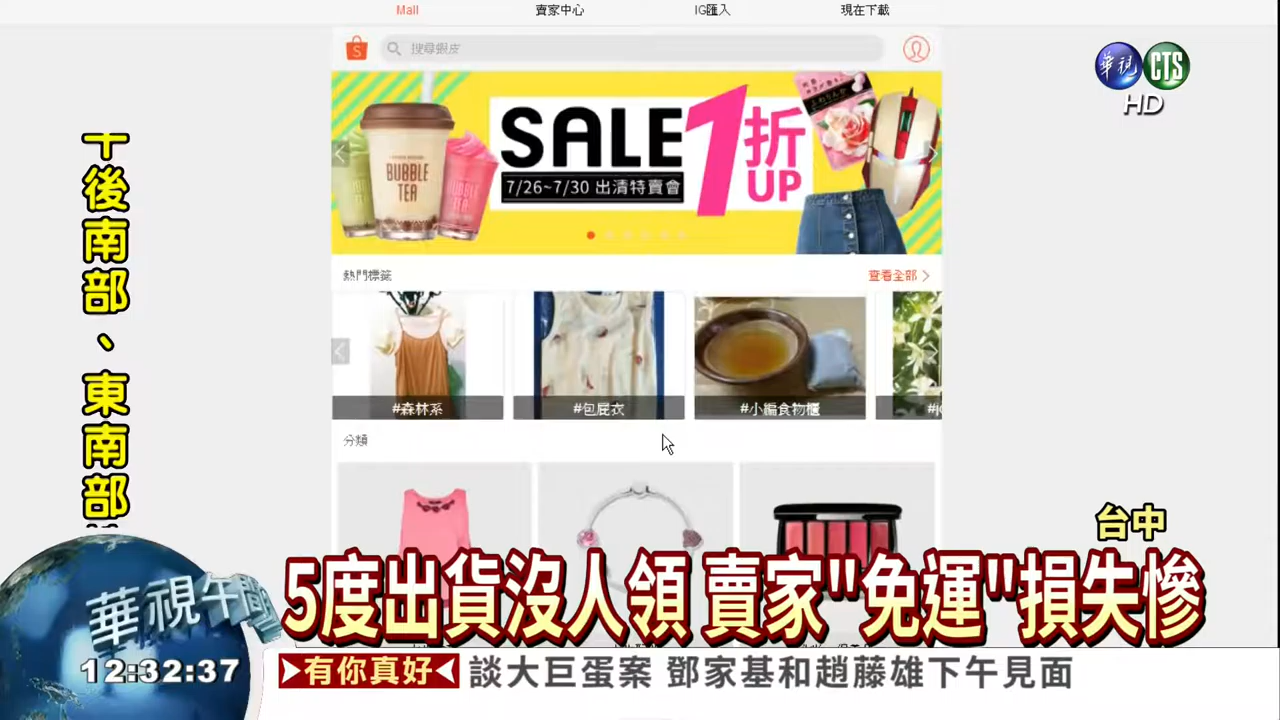 Mall 賣家中心 IG匯入 現在下載
搜尋蝦皮
華視 CTS
HD
SALE 1折
UP
7/26~7/30 出清特賣會
BUBBLE
TEA
熱門標籤 查看全部
#森林系 #包屁衣 #小編食物櫃
分類
後南部、東南部
台中
5度出貨沒人領 賣家"免運"損失慘
華視午間
12:32:37
有你真好 談大巨蛋案 鄧家基和趙藤雄下午見面